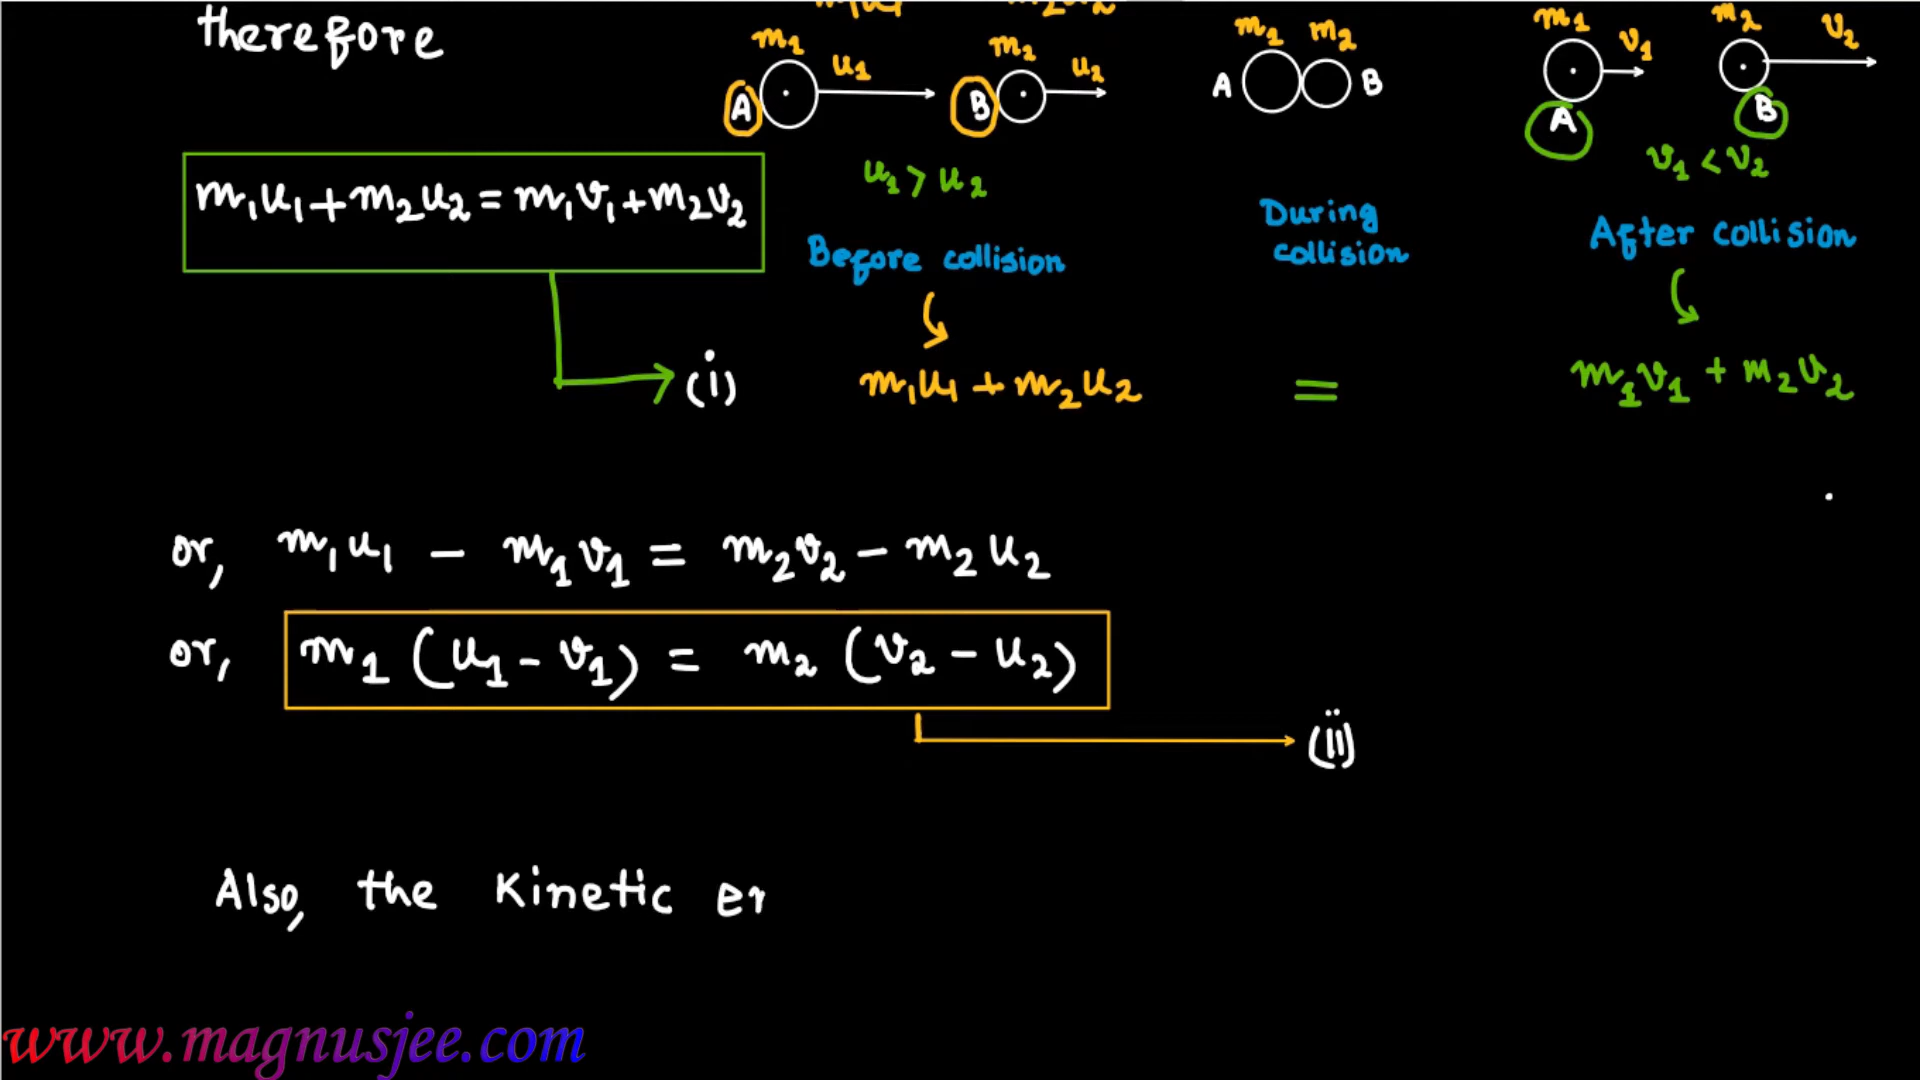 therefore
m₁ m₂ m₁ m₂ m₁ m₂
A u₁ B u₂ A B v₁ v₂
A B
u₁ > u₂ v₁ < v₂
m₁u₁ + m₂u₂ = m₁v₁ + m₂v₂
Before collision
During
collision
After collision
(i)
m₁u₁ + m₂u₂ = m₁v₁ + m₂v₂
or, m₁u₁ - m₁v₁ = m₂v₂ - m₂u₂
or, m₁ (u₁ - v₁) = m₂ (v₂ - u₂)
(ii)
Also, the Kinetic er
www.magnusjee.com